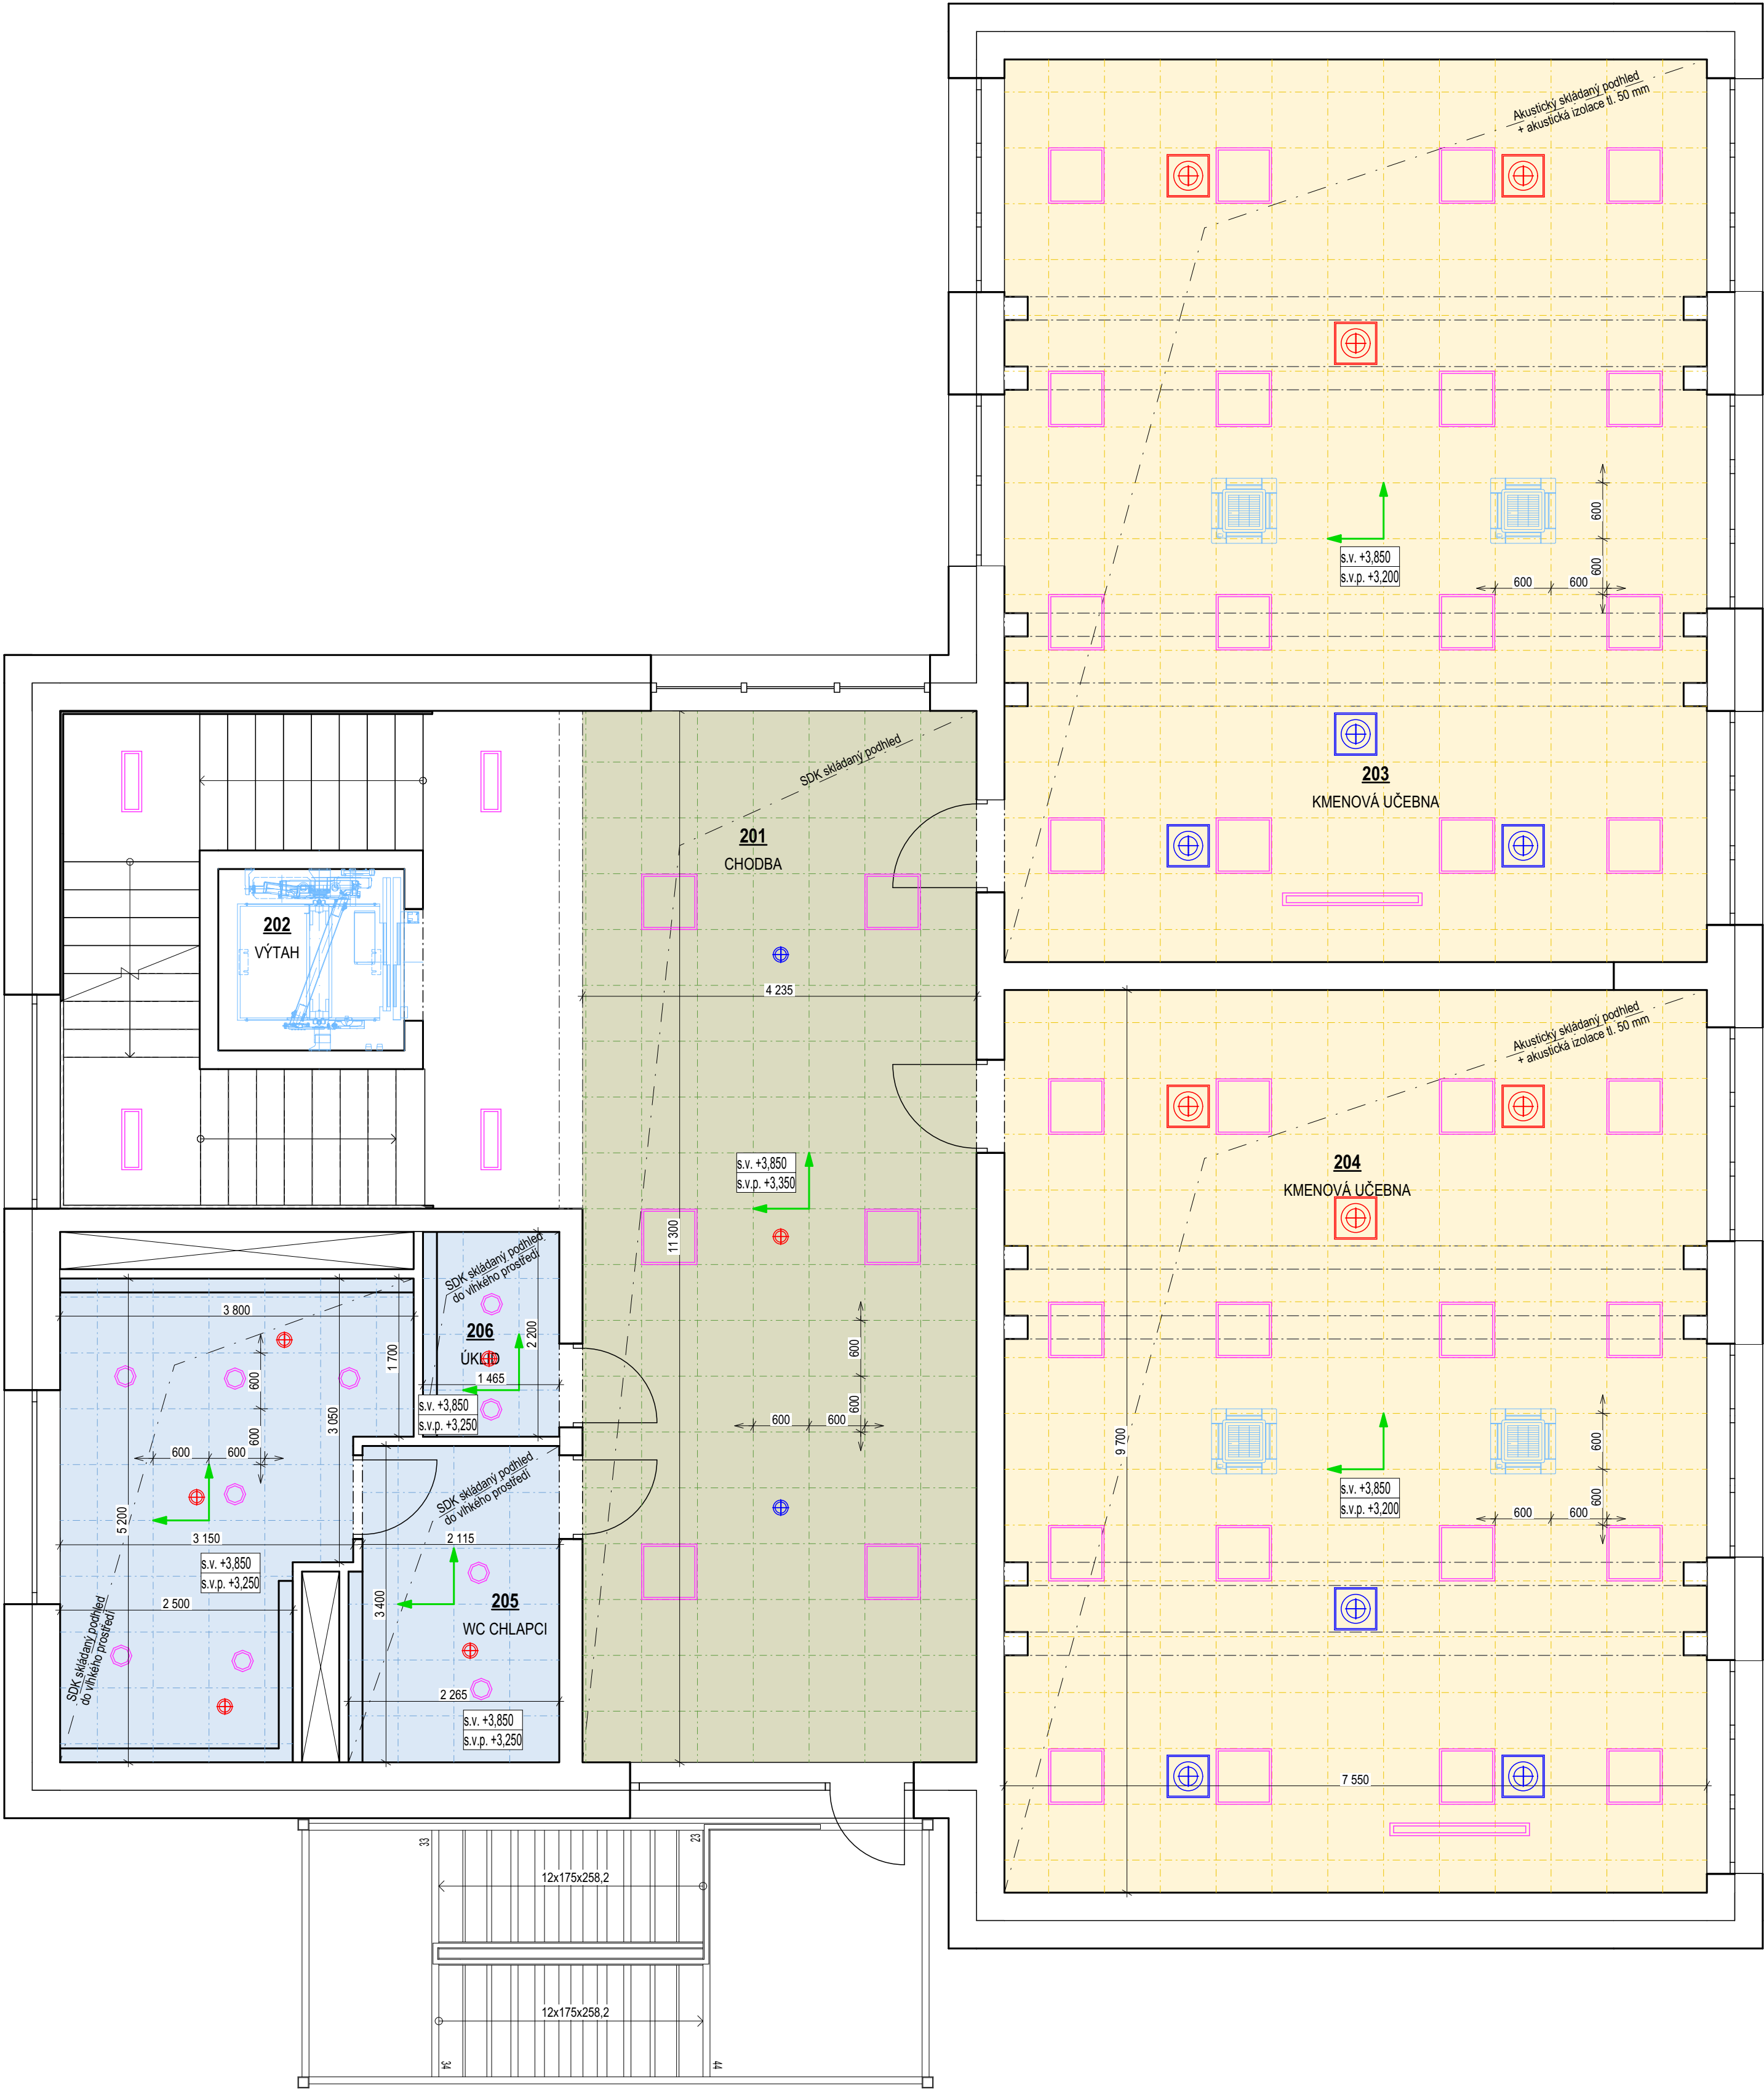 Akustický skládaný podhled
+ akustická izolace tl. 50 mm
600
600
s.v. +3,850
s.v.p. +3,200
600
600
203
KMENOVÁ UČEBNA
SDK skládaný podhled
201
CHODBA
202
VÝTAH
4 235
Akustický skládaný podhled
+ akustická izolace tl. 50 mm
204
KMENOVÁ UČEBNA
s.v. +3,850
s.v.p. +3,350
11 300
SDK skládaný podhled
do vlhkého prostředí
3 800
206
ÚKLID
2 200
1 700
600
600
1 465
s.v. +3,850
s.v.p. +3,250
3 050
600
600
600
600
600
600
9 700
600
600
s.v. +3,850
s.v.p. +3,200
600
600
SDK skládaný podhled
do vlhkého prostředí
5 200
3 150
2 115
s.v. +3,850
s.v.p. +3,250
2 500
3 400
205
WC CHLAPCI
SDK skládaný podhled
do vlhkého prostředí
2 265
s.v. +3,850
s.v.p. +3,250
7 550
33
23
12x175x258,2
12x175x258,2
34
44